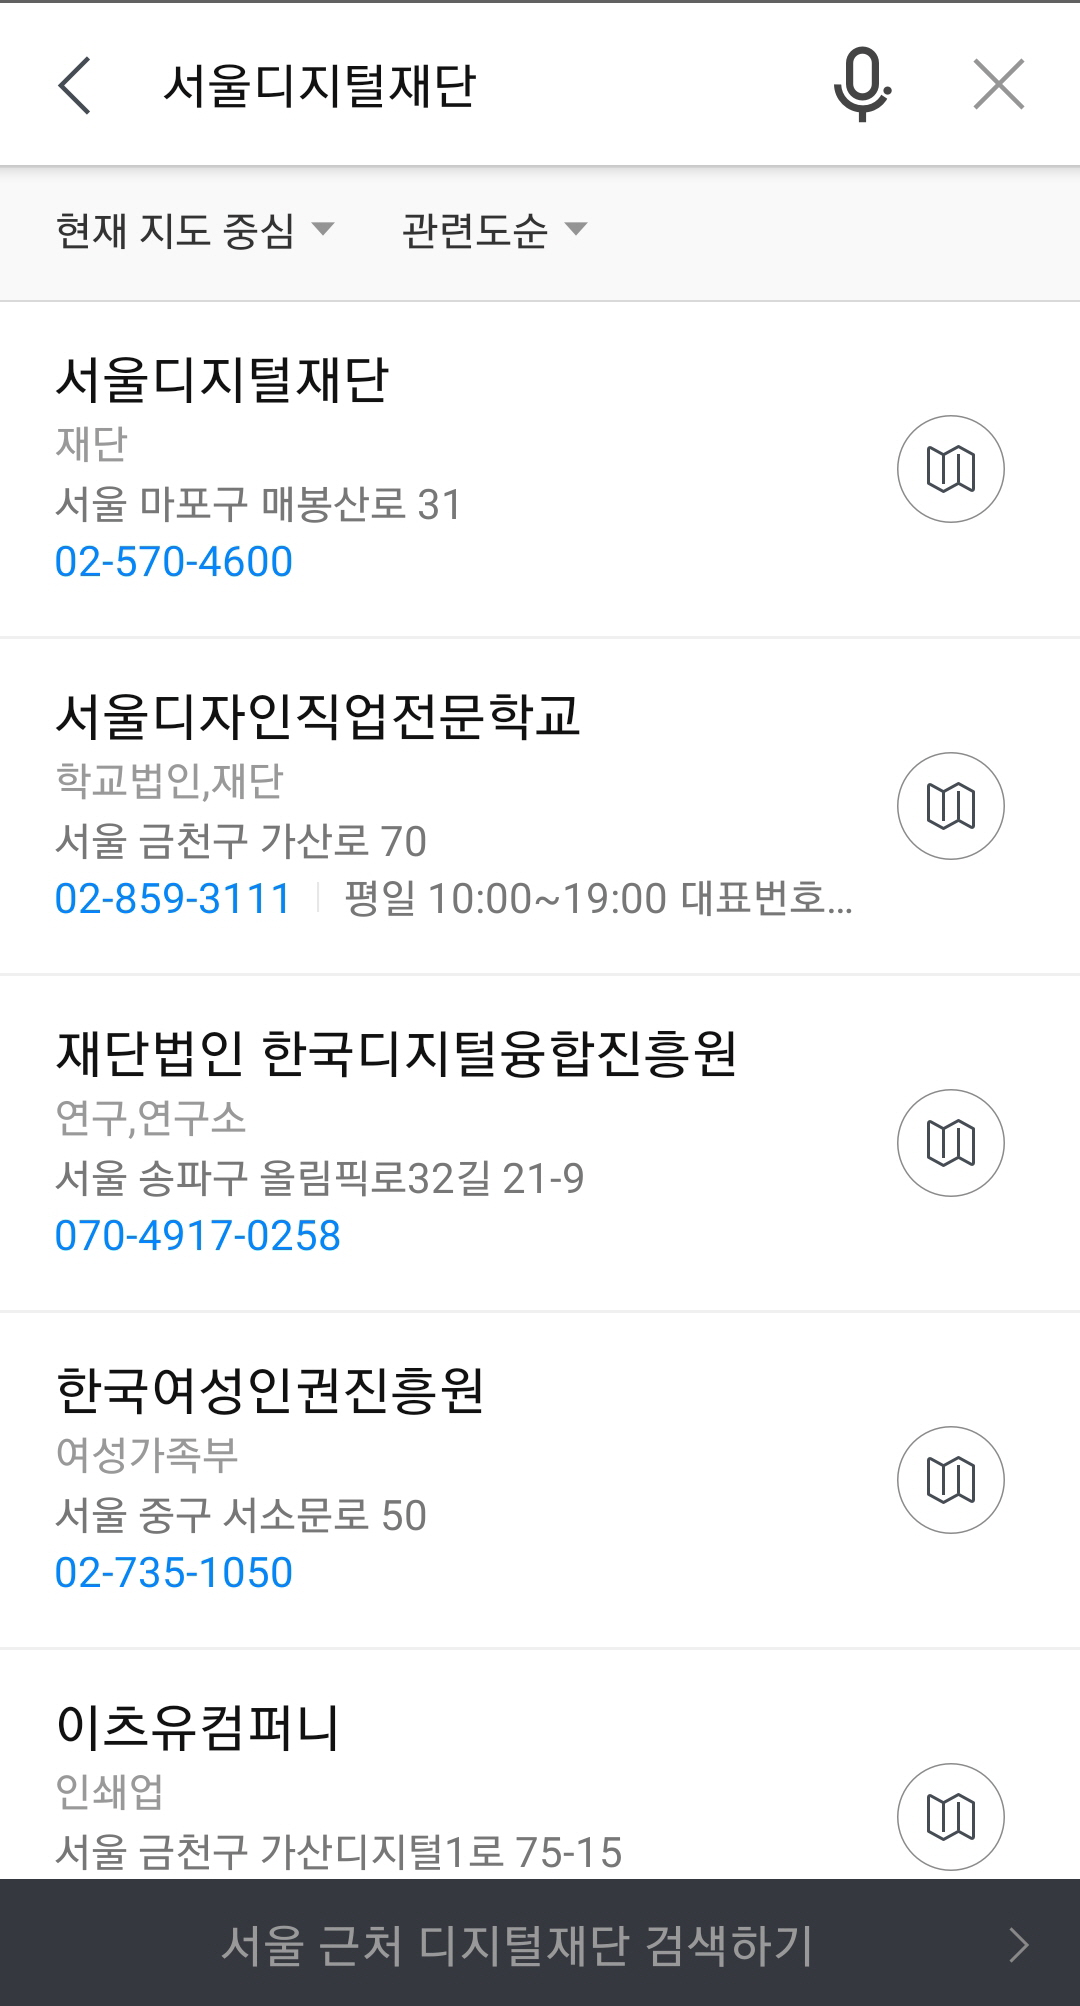 서울디지털재단
현재 지도 중심 관련도순
서울디지털재단
재단
서울 마포구 매봉산로 31
02-570-4600
서울디자인직업전문학교
학교법인,재단
서울 금천구 가산로 70
02-859-3111 평일 10:00~19:00 대표번호...
재단법인 한국디지털융합진흥원
연구,연구소
서울 송파구 올림픽로32길 21-9
070-4917-0258
한국여성인권진흥원
여성가족부
서울 중구 서소문로 50
02-735-1050
이츠유컴퍼니
인쇄업
서울 금천구 가산디지털1로 75-15
서울 근처 디지털재단 검색하기